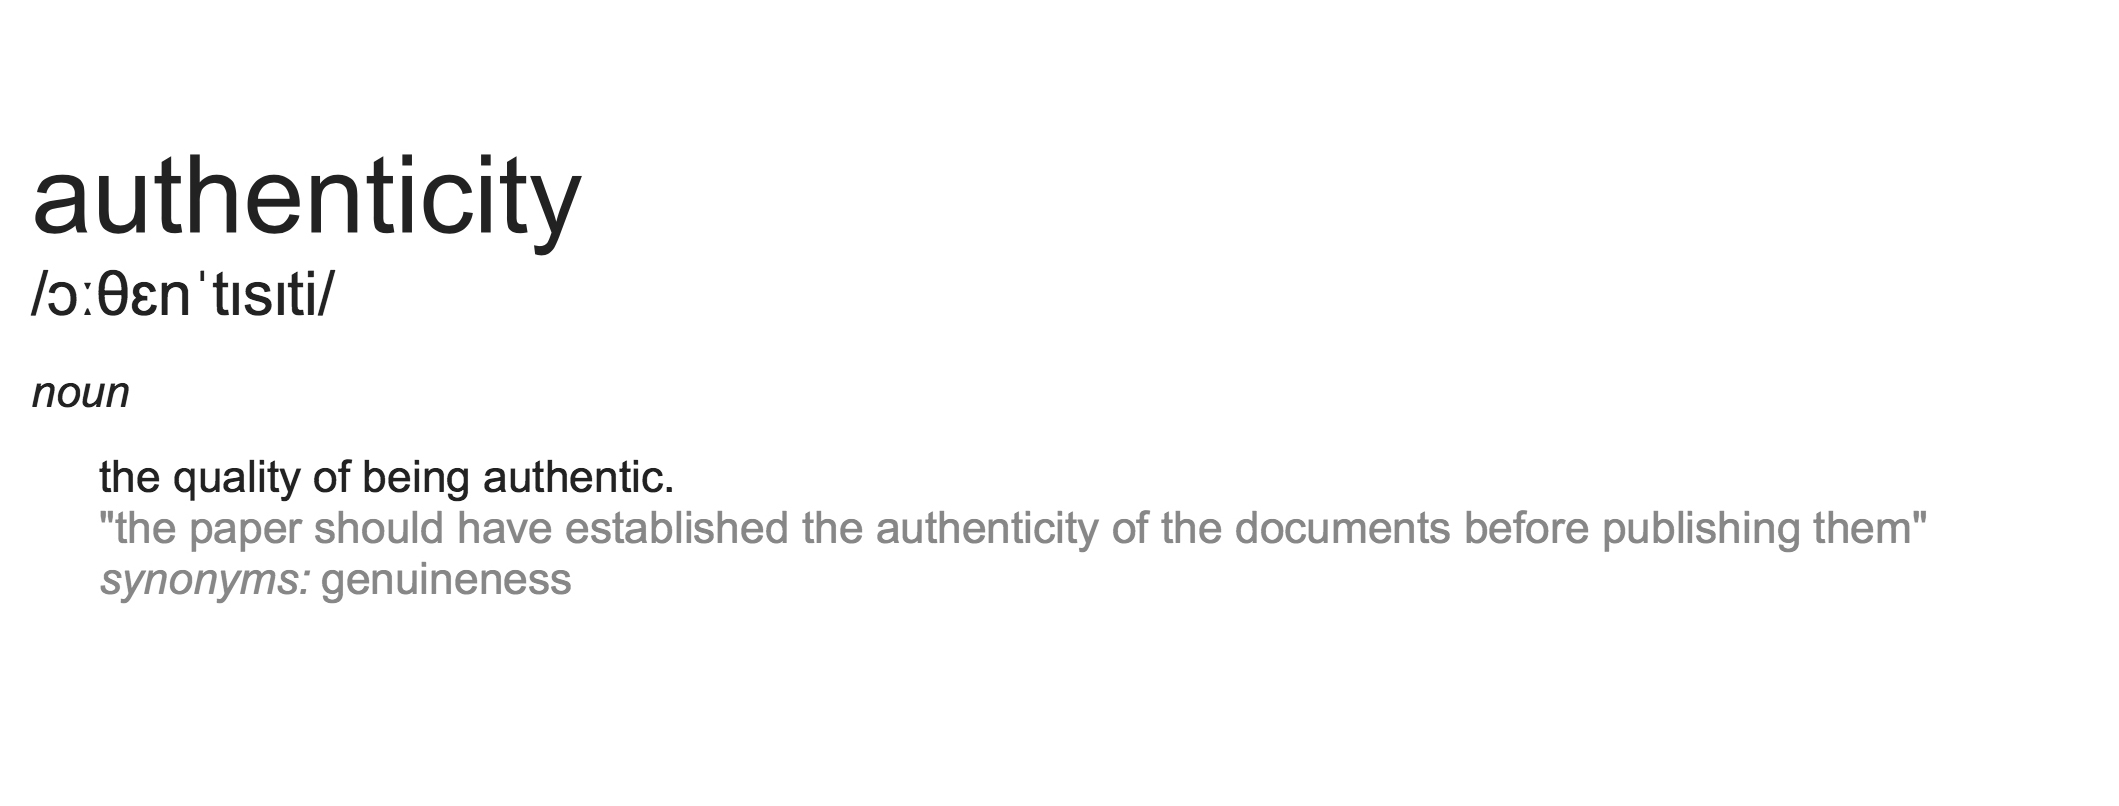 authenticity
/ɔːθɛnˈtɪsɪti/
noun
the quality of being authentic.
"the paper should have established the authenticity of the documents before publishing them"
synonyms: genuineness